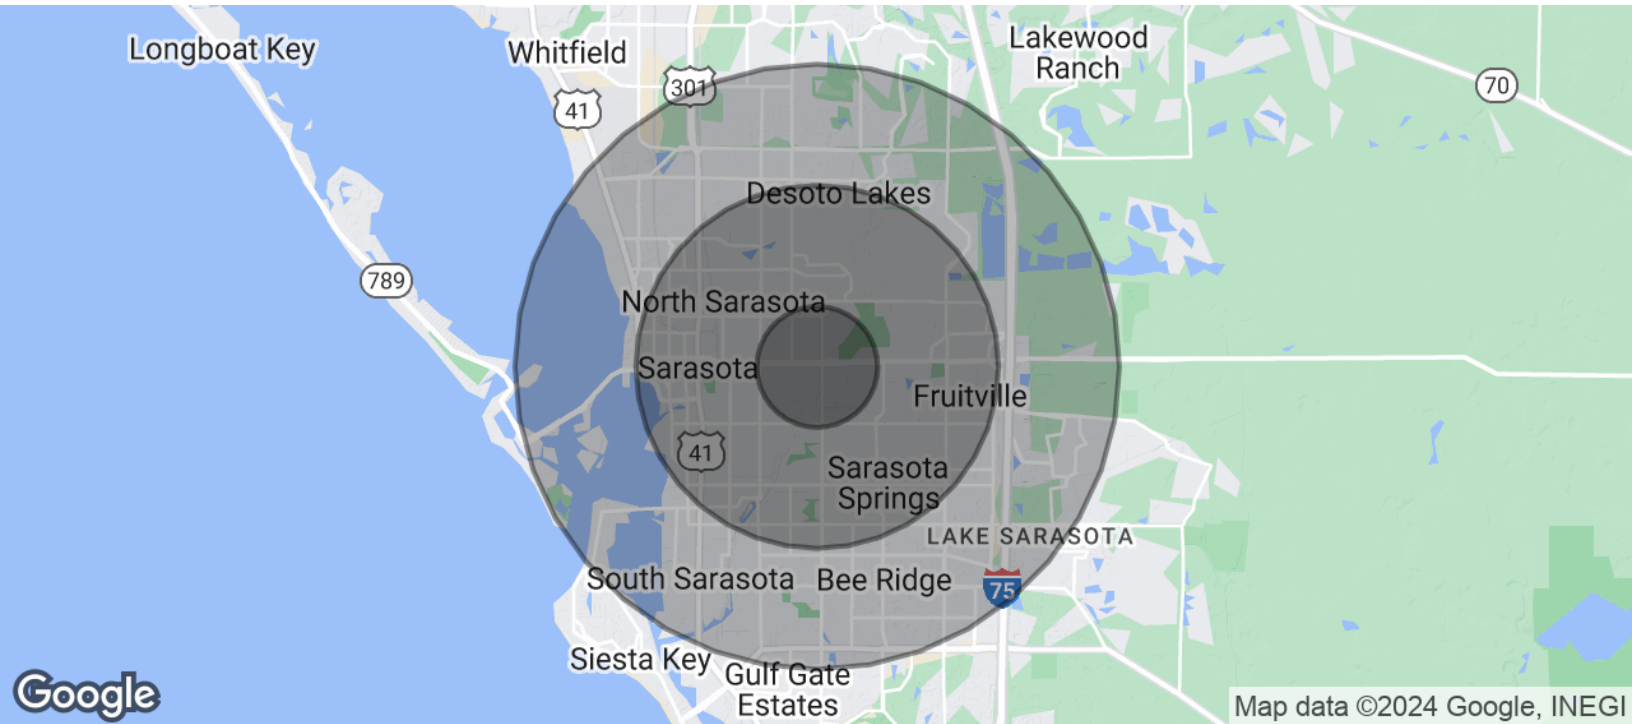 Longboat Key
Whitfield
Lakewood
Ranch
301
41
70
Desoto Lakes
789
North Sarasota
Sarasota
Fruitville
41
Sarasota
Springs
LAKE SARASOTA
South Sarasota
Bee Ridge
75
Siesta Key
Gulf Gate
Estates
Google
Map data ©2024 Google, INEGI